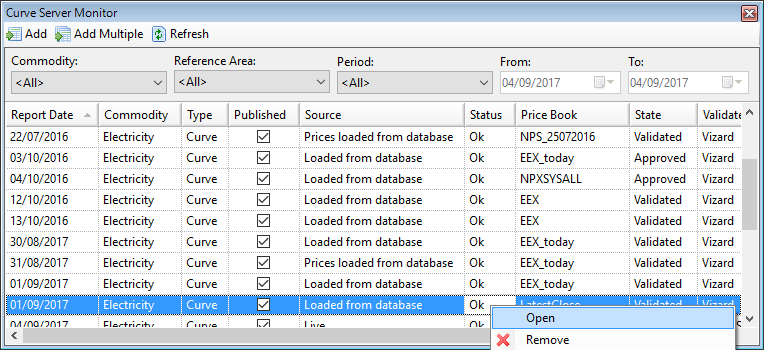 Curve Server Monitor
Add Add Multiple Refresh
Commodity: Reference Area: Period: From: To:
<All> <All> <All> 04/09/2017 04/09/2017
Report Date Commodity Type Published Source Status Price Book State Validate
22/07/2016 Electricity Curve Prices loaded from database Ok NPS_25072016 Validated Vizard
03/10/2016 Electricity Curve Loaded from database Ok EEX_today Approved Vizard
04/10/2016 Electricity Curve Loaded from database Ok NPXSYSALL Approved Vizard
12/10/2016 Electricity Curve Loaded from database Ok EEX Validated Vizard
13/10/2016 Electricity Curve Loaded from database Ok EEX Validated Vizard
30/08/2017 Electricity Curve Loaded from database Ok EEX_today Validated Vizard
31/08/2017 Electricity Curve Prices loaded from database Ok EEX_today Validated Vizard
01/09/2017 Electricity Curve Loaded from database Ok EEX_today Validated Vizard
01/09/2017 Electricity Curve Loaded from database Ok LatestClose Validated Vizard
04/09/2017 Electricity Curve Live Ok
Open
Remove